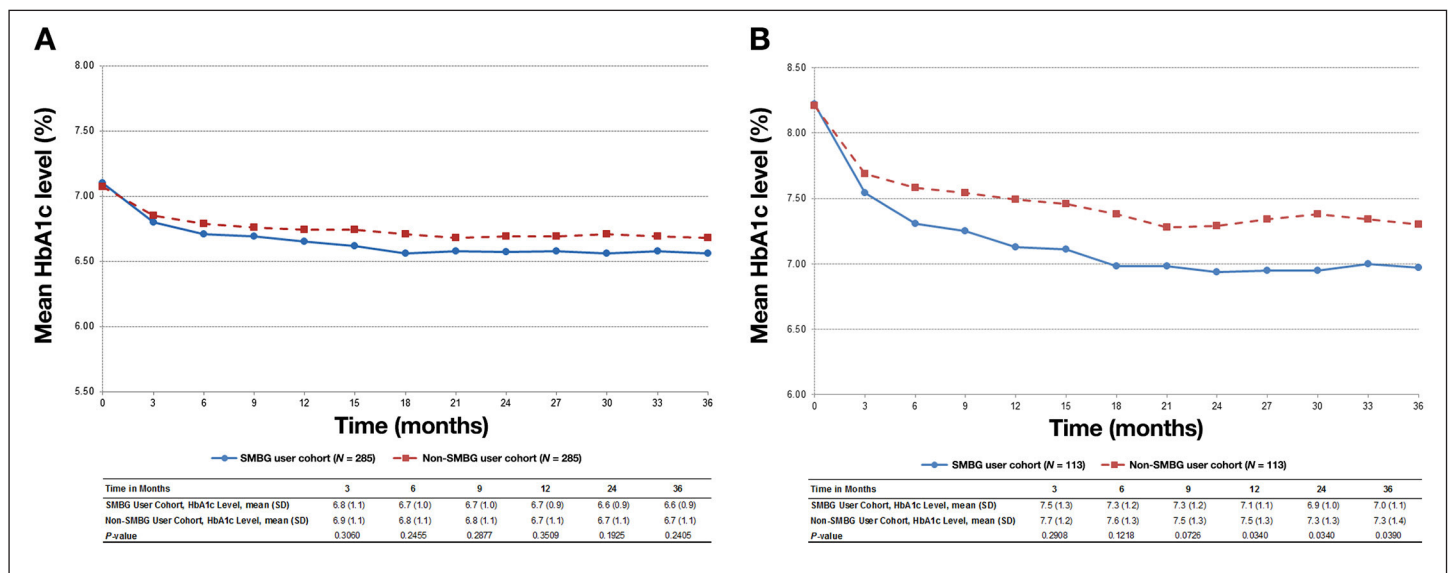 A
Mean HbA1c level (%)
8.00
7.50
7.00
6.50
6.00
5.50
0 3 6 9 12 15 18 21 24 27 30 33 36
Time (months)
SMBG user cohort (N = 285) Non-SMBG user cohort (N = 285)
Time in Months 3 6 9 12 24 36
SMBG User Cohort, HbA1c Level, mean (SD) 6.8 (1.1) 6.7 (1.0) 6.7 (1.0) 6.7 (0.9) 6.6 (0.9) 6.6 (0.9)
Non-SMBG User Cohort, HbA1c Level, mean (SD) 6.9 (1.1) 6.8 (1.1) 6.8 (1.1) 6.7 (1.1) 6.7 (1.1) 6.7 (1.1)
P-value 0.3060 0.2455 0.2877 0.3509 0.1925 0.2405
B
Mean HbA1c level (%)
8.50
8.00
7.50
7.00
6.50
6.00
0 3 6 9 12 15 18 21 24 27 30 33 36
Time (months)
SMBG user cohort (N = 113) Non-SMBG user cohort (N = 113)
Time in Months 3 6 9 12 24 36
SMBG User Cohort, HbA1c Level, mean (SD) 7.5 (1.3) 7.3 (1.2) 7.3 (1.2) 7.1 (1.1) 6.9 (1.0) 7.0 (1.1)
Non-SMBG User Cohort, HbA1c Level, mean (SD) 7.7 (1.2) 7.6 (1.3) 7.5 (1.3) 7.5 (1.3) 7.3 (1.3) 7.3 (1.4)
P-value 0.2908 0.1218 0.0726 0.0340 0.0340 0.0390